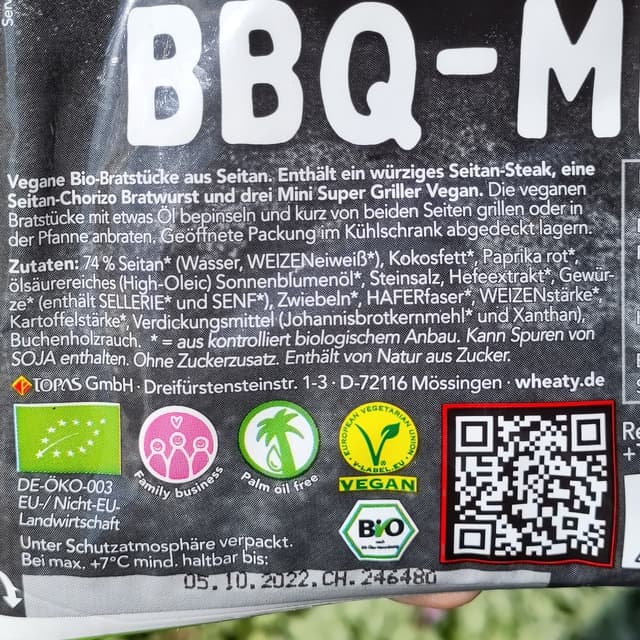 BBQ-M
Vegane Bio-Bratstücke aus Seitan. Enthält ein würziges Seitan-Steak, eine
Seitan-Chorizo Bratwurst und drei Mini Super Griller Vegan. Die veganen
Bratstücke mit etwas Öl bepinseln und kurz von beiden Seiten grillen oder in
der Pfanne anbraten. Geöffnete Packung im Kühlschrank abgedeckt lagern.
Zutaten: 74 % Seitan* (Wasser, WEIZENeiweiß*), Kokosfett*, Paprika rot*,
ölsäurereiches (High-Oleic) Sonnenblumenöl*, Steinsalz, Hefeextrakt*, Gewür-
ze* (enthält SELLERIE* und SENF*), Zwiebeln*, HAFERfaser*, WEIZENstärke*,
Kartoffelstärke*, Verdickungsmittel (Johannisbrotkernmehl* und Xanthan),
Buchenholzrauch. * = aus kontrolliert biologischem Anbau. Kann Spuren von
SOJA enthalten. Ohne Zuckerzusatz. Enthält von Natur aus Zucker.
TOPAS GmbH · Dreifürstensteinstr. 1-3 · D-72116 Mössingen · wheaty.de
Family business
Palm oil free
EUROPEAN VEGETARIAN UNION
V-LABEL.EU
VEGAN
BIO
nach
EG-Öko-Verordnung
DE-ÖKO-003
EU-/ Nicht-EU-
Landwirtschaft
Unter Schutzatmosphäre verpackt.
Bei max. +7°C mind. haltbar bis:
05.10.2022.CH.246480